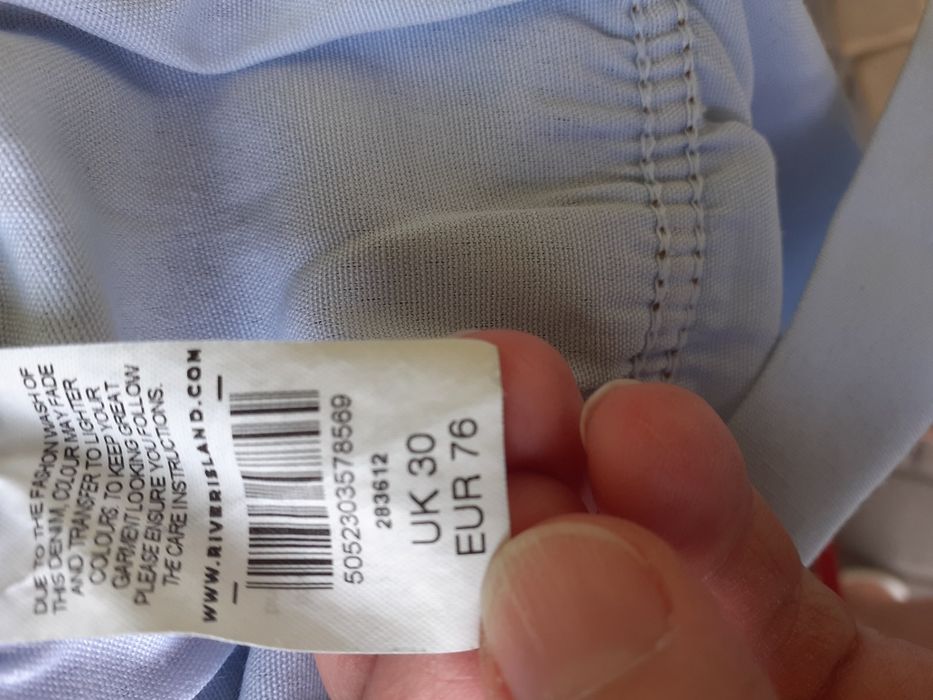 DUE TO THE FASHION WASH OF
THIS DENIM, COLOUR MAY FADE
AND TRANSFER TO LIGHTER
COLOURS. TO KEEP GREAT
GARMENT LOOKING FOLLOW
PLEASE ENSURE YOU FOLLOW
THE CARE INSTRUCTIONS.
WWW.RIVERISLAND.COM
5052303578569
283612
UK 30
EUR 76